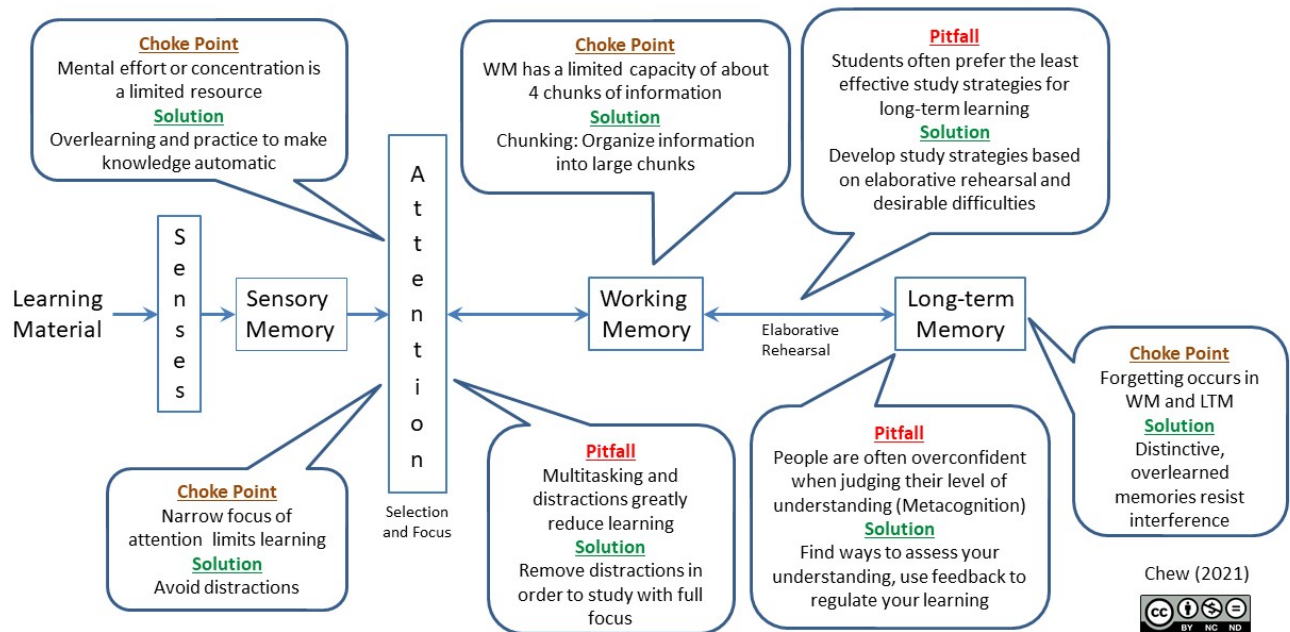 Choke Point
Mental effort or concentration is
a limited resource
Solution
Overlearning and practice to make
knowledge automatic
Choke Point
WM has a limited capacity of about
4 chunks of information
Solution
Chunking: Organize information
into large chunks
Pitfall
Students often prefer the least
effective study strategies for
long-term learning
Solution
Develop study strategies based
on elaborative rehearsal and
desirable difficulties
Learning
Material
Senses
Sensory
Memory
Attention
Selection
and Focus
Working
Memory
Elaborative
Rehearsal
Long-term
Memory
Choke Point
Narrow focus of
attention limits learning
Solution
Avoid distractions
Pitfall
Multitasking and
distractions greatly
reduce learning
Solution
Remove distractions in
order to study with full
focus
Pitfall
People are often overconfident
when judging their level of
understanding (Metacognition)
Solution
Find ways to assess your
understanding, use feedback to
regulate your learning
Choke Point
Forgetting occurs in
WM and LTM
Solution
Distinctive,
overlearned
memories resist
interference
Chew (2021)
cc
BY NC ND